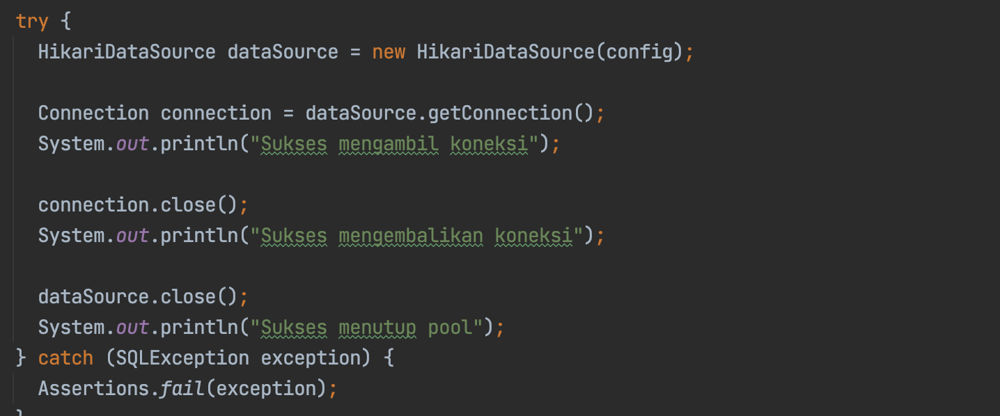 try {
HikariDataSource dataSource = new HikariDataSource(config);
Connection connection = dataSource.getConnection();
System.out.println("Sukses mengambil koneksi");
connection.close();
System.out.println("Sukses mengembalikan koneksi");
dataSource.close();
System.out.println("Sukses menutup pool");
} catch (SQLException exception) {
Assertions.fail(exception);
}